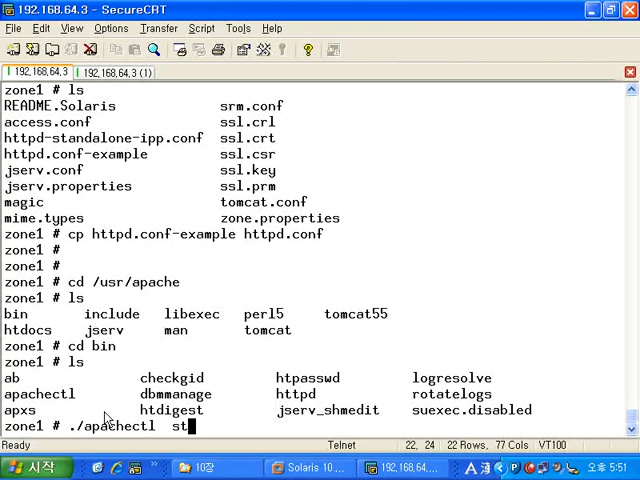 192.168.64.3 - SecureCRT
File Edit View Options Transfer Script Tools Help
192,168,64,3 192,168,64,3 (1)
zone1 # ls
README.Solaris srm.conf
access.conf ssl.crl
httpd-standalone-ipp.conf ssl.crt
httpd.conf-example ssl.csr
jserv.conf ssl.key
jserv.properties ssl.prm
magic tomcat.conf
mime.types zone.properties
zone1 # cp httpd.conf-example httpd.conf
zone1 #
zone1 #
zone1 # cd /usr/apache
zone1 # ls
bin include libexec perl5 tomcat55
htdocs jserv man tomcat
zone1 # cd bin
zone1 # ls
ab checkgid htpasswd logresolve
apachectl dbmmanage httpd rotatelogs
apxs htdigest jserv_shmedit suexec.disabled
zone1 # ./apachectl st
Ready Telnet 22, 24 22 Rows, 77 Cols VT100
시작 10장 Solaris 10 ... 192,168,64,... A 漢 오후 5:51